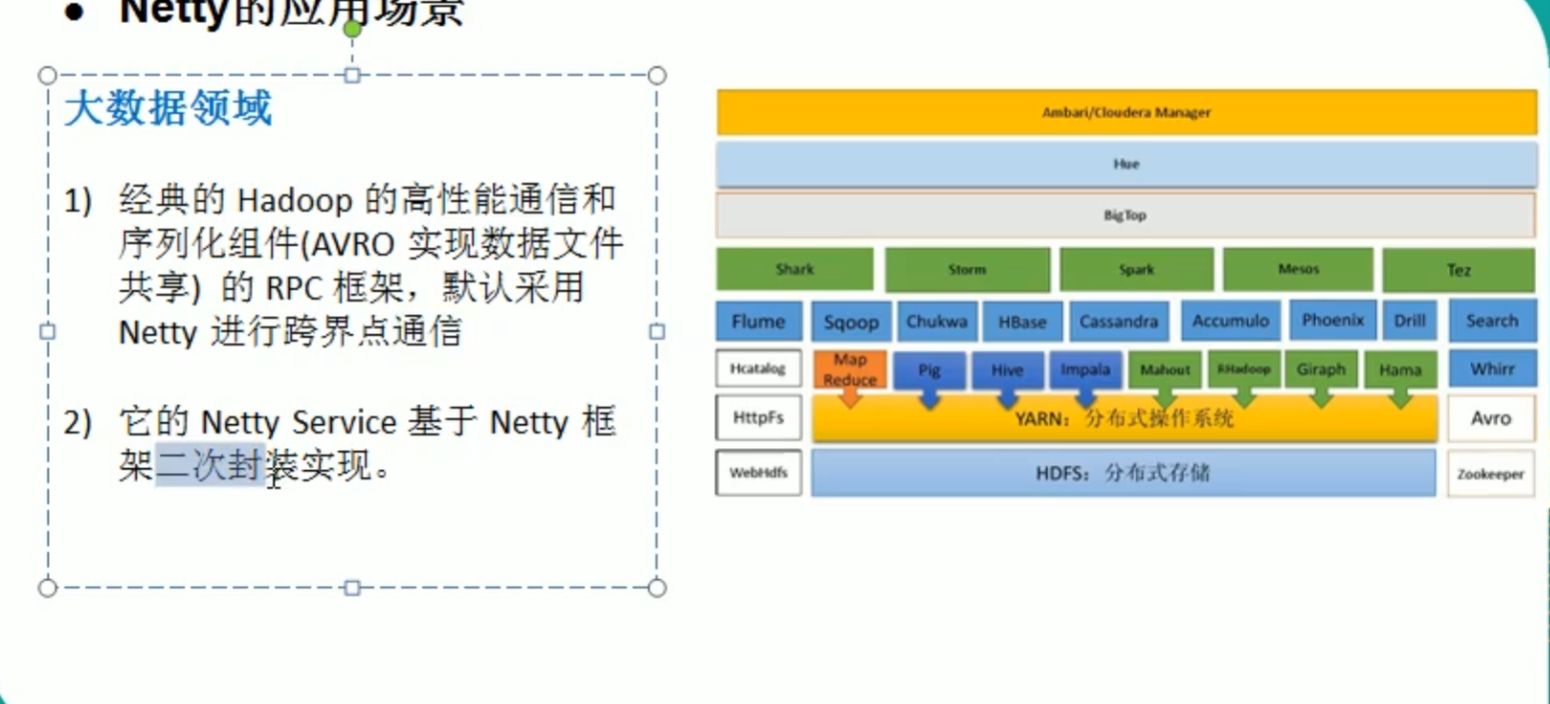 ● Netty的应用场景
大数据领域
1) 经典的 Hadoop 的高性能通信和
序列化组件(AVRO 实现数据文件
共享) 的 RPC 框架，默认采用
Netty 进行跨界点通信
2) 它的 Netty Service 基于 Netty 框
架二次封装实现。
Ambari/Cloudera Manager
Hue
BigTop
Shark Storm Spark Mesos Tez
Flume Sqoop Chukwa HBase Cassandra Accumulo Phoenix Drill Search
Hcatalog Map Reduce Pig Hive Impala Mahout RHadoop Giraph Hama Whirr
HttpFs YARN：分布式操作系统 Avro
WebHdfs HDFS：分布式存储 Zookeeper